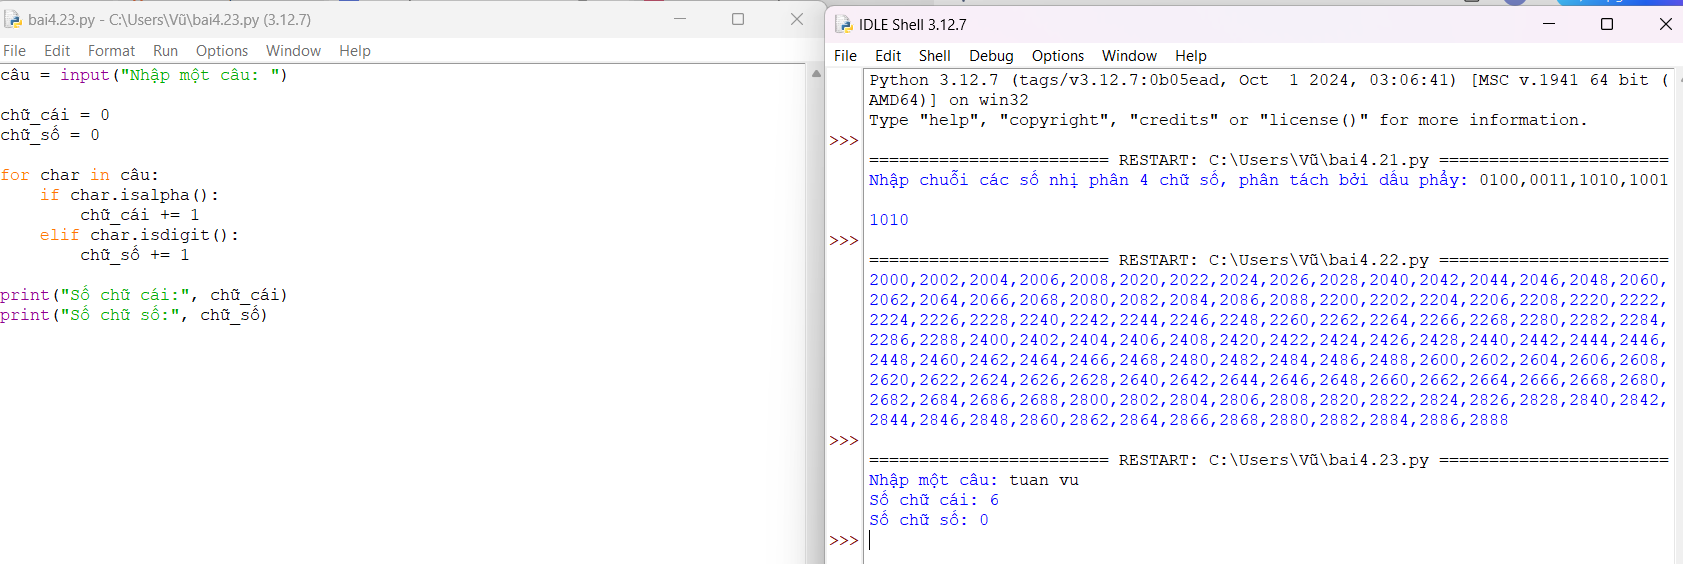 bai4.23.py - C:\Users\Vũ\bai4.23.py (3.12.7)
File Edit Format Run Options Window Help
câu = input("Nhập một câu: ")
chữ_cái = 0
chữ_số = 0
for char in câu:
    if char.isalpha():
        chữ_cái += 1
    elif char.isdigit():
        chữ_số += 1
print("Số chữ cái:", chữ_cái)
print("Số chữ số:", chữ_số)
IDLE Shell 3.12.7
File Edit Shell Debug Options Window Help
Python 3.12.7 (tags/v3.12.7:0b05ead, Oct  1 2024, 03:06:41) [MSC v.1941 64 bit (
AMD64)] on win32
Type "help", "copyright", "credits" or "license()" for more information.
>>>
======================== RESTART: C:\Users\Vũ\bai4.21.py =======================
Nhập chuỗi các số nhị phân 4 chữ số, phân tách bởi dấu phẩy: 0100,0011,1010,1001
1010
>>>
======================== RESTART: C:\Users\Vũ\bai4.22.py =======================
2000,2002,2004,2006,2008,2020,2022,2024,2026,2028,2040,2042,2044,2046,2048,2060,
2062,2064,2066,2068,2080,2082,2084,2086,2088,2200,2202,2204,2206,2208,2220,2222,
2224,2226,2228,2240,2242,2244,2246,2248,2260,2262,2264,2266,2268,2280,2282,2284,
2286,2288,2400,2402,2404,2406,2408,2420,2422,2424,2426,2428,2440,2442,2444,2446,
2448,2460,2462,2464,2466,2468,2480,2482,2484,2486,2488,2600,2602,2604,2606,2608,
2620,2622,2624,2626,2628,2640,2642,2644,2646,2648,2660,2662,2664,2666,2668,2680,
2682,2684,2686,2688,2800,2802,2804,2806,2808,2820,2822,2824,2826,2828,2840,2842,
2844,2846,2848,2860,2862,2864,2866,2868,2880,2882,2884,2886,2888
>>>
======================== RESTART: C:\Users\Vũ\bai4.23.py =======================
Nhập một câu: tuan vu
Số chữ cái: 6
Số chữ số: 0
>>>